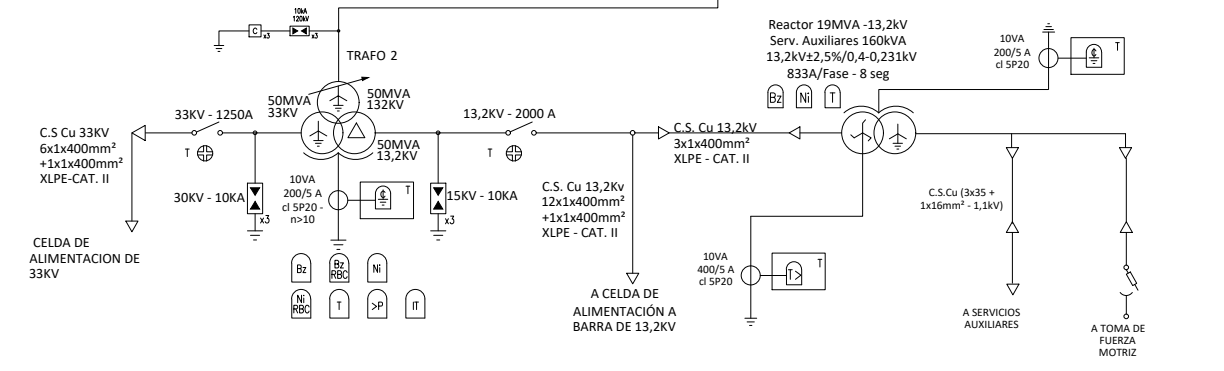 10kA
120kV
C
x3
x3
TRAFO 2
50MVA
33KV
50MVA
132KV
50MVA
13,2KV
33KV - 1250A
T
C.S Cu 33KV
6x1x400mm²
+1x1x400mm²
XLPE-CAT. II
30KV - 10KA
x3
CELDA DE
ALIMENTACION DE
33KV
10VA
200/5 A
cl 5P20 -
n>10
T
Bz
Bz
RBC
Ni
Ni
RBC
T
>P
IT
13,2KV - 2000 A
T
15KV - 10KA
x3
C.S. Cu 13,2Kv
12x1x400mm²
+1x1x400mm²
XLPE - CAT. II
A CELDA DE
ALIMENTACIÓN A
BARRA DE 13,2KV
C.S. Cu 13,2kV
3x1x400mm²
XLPE - CAT. II
Reactor 19MVA -13,2kV
Serv. Auxiliares 160kVA
13,2kV±2,5%/0,4-0,231kV
833A/Fase - 8 seg
Bz
Ni
T
10VA
200/5 A
cl 5P20
T
10VA
400/5 A
cl 5P20
T>
T
C.S.Cu (3x35 +
1x16mm² - 1,1kV)
A SERVICIOS
AUXILIARES
A TOMA DE
FUERZA
MOTRIZ